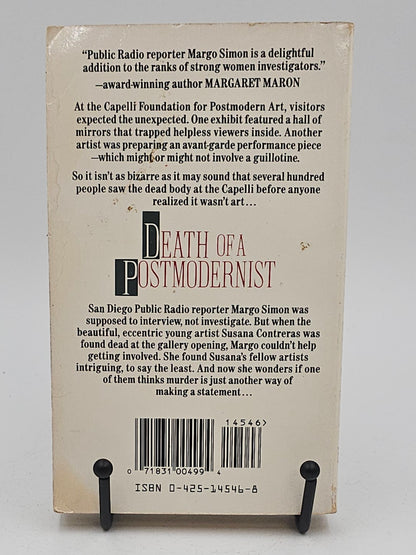 “Public Radio reporter Margo Simon is a delightful
addition to the ranks of strong women investigators.”
—award-winning author MARGARET MARON
At the Capelli Foundation for Postmodern Art, visitors
expected the unexpected. One exhibit featured a hall of
mirrors that trapped helpless viewers inside. Another
artist was preparing an avant-garde performance piece
—which might or might not involve a guillotine.
So it isn't as bizarre as it may sound that several hundred
people saw the dead body at the Capelli before anyone
realized it wasn't art . . .
DEATH OF A
POSTMODERNIST
San Diego Public Radio reporter Margo Simon was
supposed to interview, not investigate. But when the
beautiful, eccentric young artist Susana Contreras was
found dead at the gallery opening, Margo couldn't help
getting involved. She found Susana's fellow artists
intriguing, to say the least. And now she wonders if one
of them thinks murder is just another way of
making a statement . . .
14546>
0 71831 00499 4
ISBN 0-425-14546-8